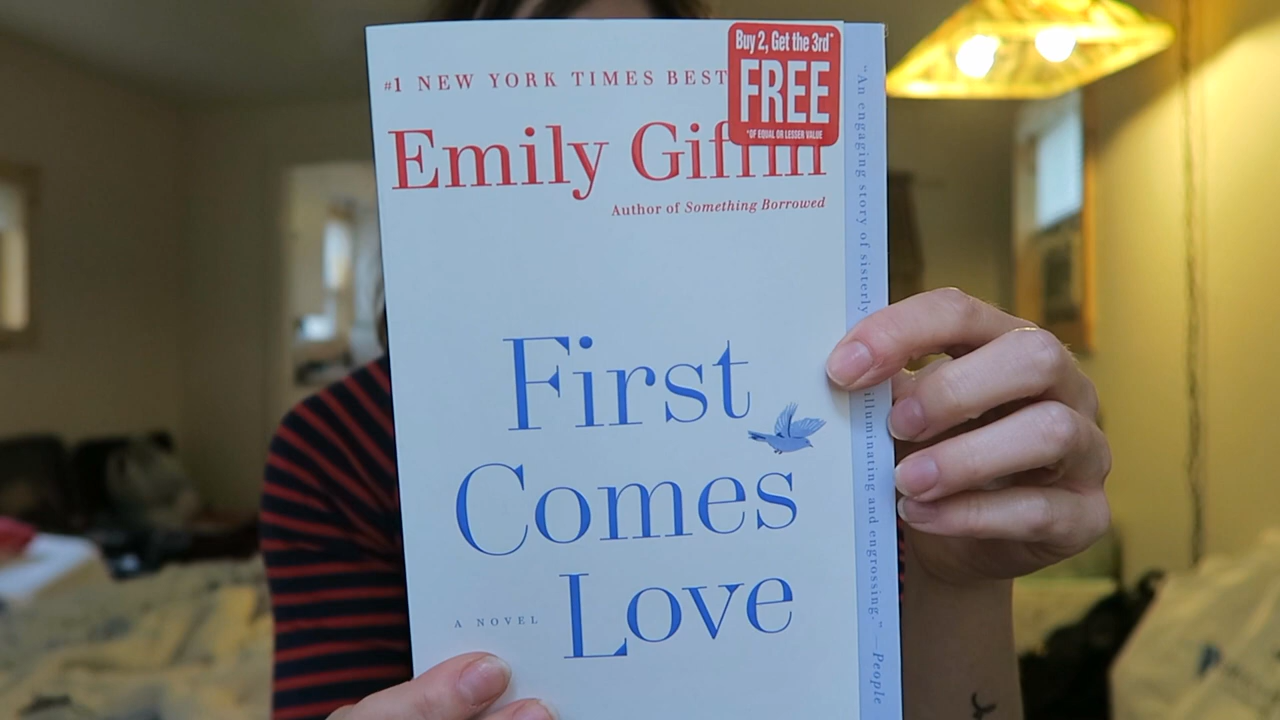 #1 NEW YORK TIMES BEST
Buy 2, Get the 3rd*
FREE
*OF EQUAL OR LESSER VALUE
Emily Giffin
Author of Something Borrowed
First
Comes
Love
A NOVEL
"An engaging story of sisterly
illuminating and engrossing." —People